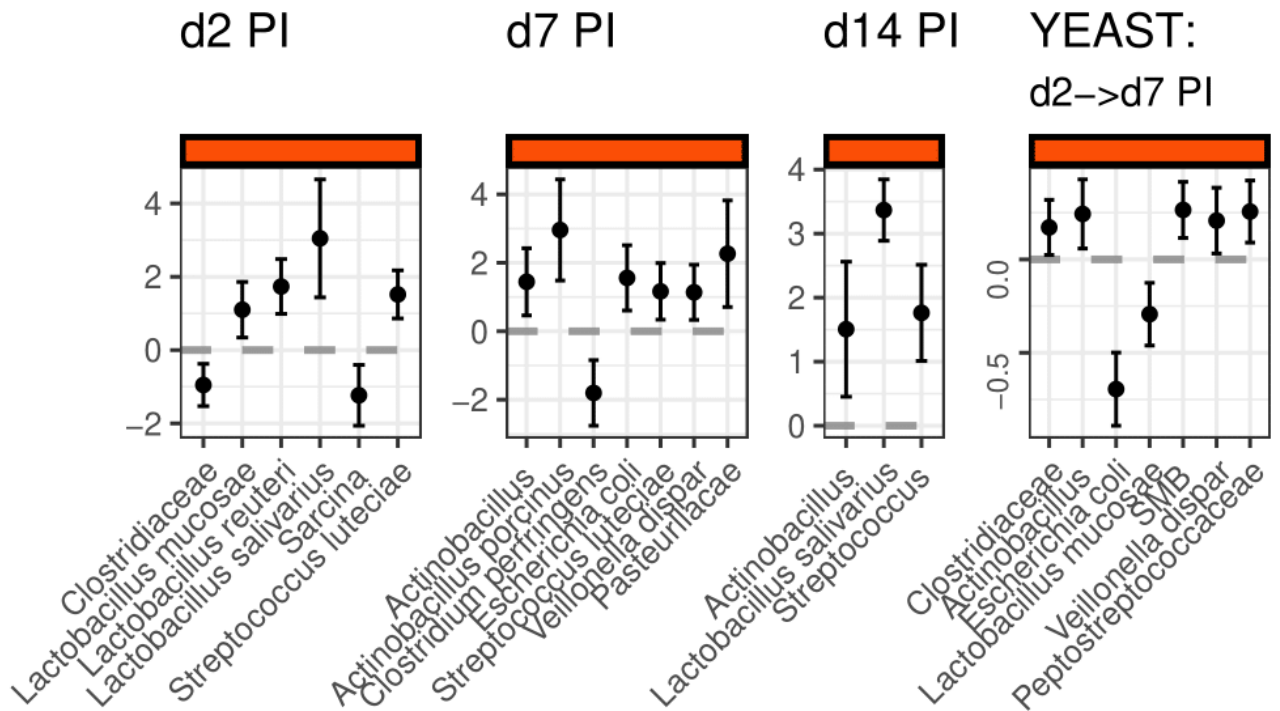 d2 PI
d7 PI
d14 PI
YEAST:
d2−>d7 PI
4
2
0
−2
Clostridiaceae
Lactobacillus mucosae
Lactobacillus reuteri
Lactobacillus salivarius
Sarcina
Streptococcus luteciae
4
2
0
−2
Actinobacillus
Actinobacillus porcinus
Clostridium perfringens
Escherichia coli
Streptococcus luteciae
Veillonella dispar
Pasteurilacae
4
3
2
1
0
Actinobacillus
Lactobacillus salivarius
Streptococcus
0.0
−0.5
Clostridiaceae
Actinobacillus
Escherichia coli
Lactobacillus mucosae
SMB
Veillonella dispar
Peptostreptococcaceae